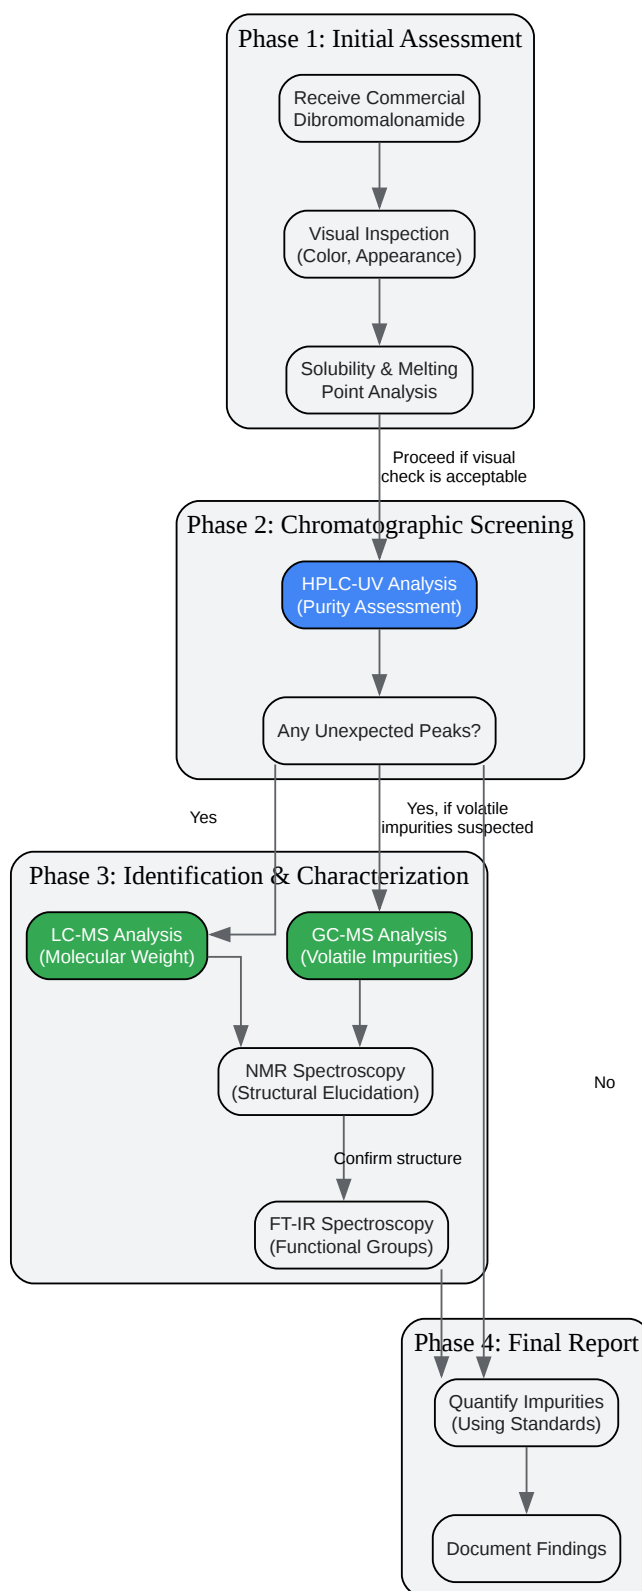 Phase 1: Initial Assessment
Receive Commercial
Dibromomalonamide
Visual Inspection
(Color, Appearance)
Solubility & Melting
Point Analysis
Proceed if visual
check is acceptable
Phase 2: Chromatographic Screening
HPLC-UV Analysis
(Purity Assessment)
Any Unexpected Peaks?
Yes
Yes, if volatile
impurities suspected
Phase 3: Identification & Characterization
LC-MS Analysis
(Molecular Weight)
GC-MS Analysis
(Volatile Impurities)
NMR Spectroscopy
(Structural Elucidation)
No
Confirm structure
FT-IR Spectroscopy
(Functional Groups)
Phase 4: Final Report
Quantify Impurities
(Using Standards)
Document Findings